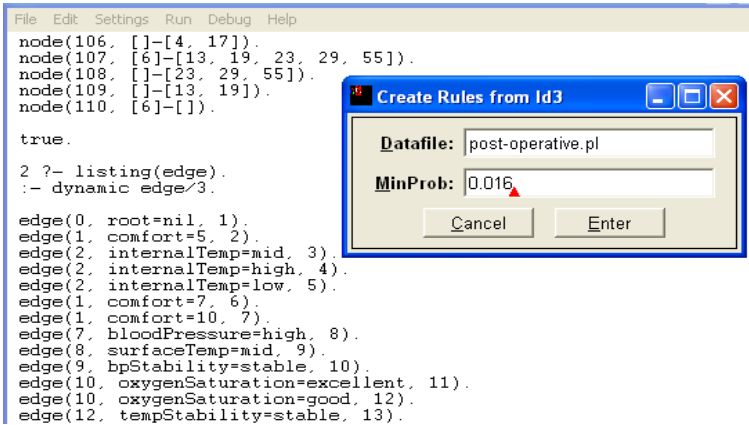 File Edit Settings Run Debug Help
node(106, []-[4, 17]).
node(107, [6]-[13, 19, 23, 29, 55]).
node(108, []-[23, 29, 55]).
node(109, []-[13, 19]).
node(110, [6]-[]).
true.
2 ?- listing(edge).
:- dynamic edge/3.
edge(0, root=nil, 1).
edge(1, comfort=5, 2).
edge(2, internalTemp=mid, 3).
edge(2, internalTemp=high, 4).
edge(2, internalTemp=low, 5).
edge(1, comfort=7, 6).
edge(1, comfort=10, 7).
edge(7, bloodPressure=high, 8).
edge(8, surfaceTemp=mid, 9).
edge(9, bpStability=stable, 10).
edge(10, oxygenSaturation=excellent, 11).
edge(10, oxygenSaturation=good, 12).
edge(12, tempStability=stable, 13).
Create Rules from Id3
Datafile: post-operative.pl
MinProb: 0.016
Cancel Enter